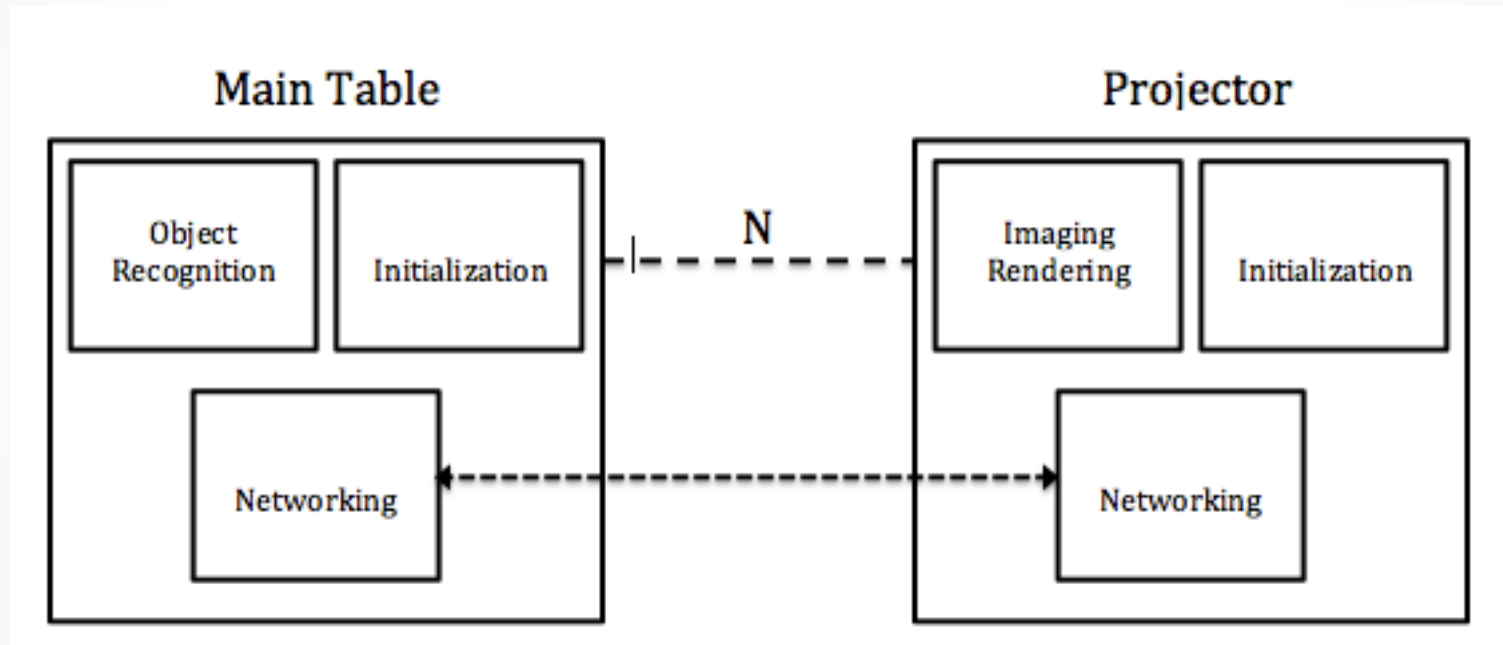 Main Table
Projector
Object
Recognition
Initialization
N
Imaging
Rendering
Initialization
Networking
Networking